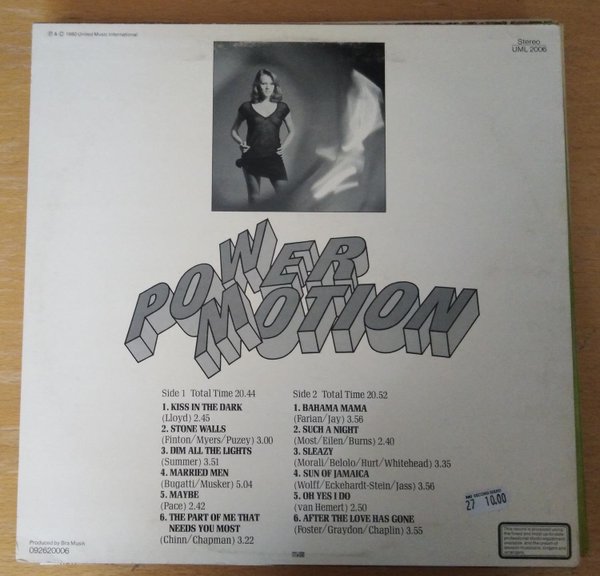 ℗ & © 1980 United Music International
Stereo
UML 2006
POWER
MOTION
Side 1 Total Time 20.44
1. KISS IN THE DARK
(Lloyd) 2.45
2. STONE WALLS
(Finton/Myers/Puzey) 3.00
3. DIM ALL THE LIGHTS
(Summer) 3.51
4. MARRIED MEN
(Bugatti/Musker) 5.04
5. MAYBE
(Pace) 2.42
6. THE PART OF ME THAT
NEEDS YOU MOST
(Chinn/Chapman) 3.22
Side 2 Total Time 20.52
1. BAHAMA MAMA
(Farian/Jay) 3.56
2. SUCH A NIGHT
(Most/Eilen/Burns) 2.40
3. SLEAZY
(Morali/Belolo/Hurt/Whitehead) 3.35
4. SUN OF JAMAICA
(Wolff/Eckehardt-Stein/Jass) 3.56
5. OH YES I DO
(van Hemert) 2.50
6. AFTER THE LOVE HAS GONE
(Foster/Graydon/Chaplin) 3.55
27 10.00
Produced by Bra Musik
092620006